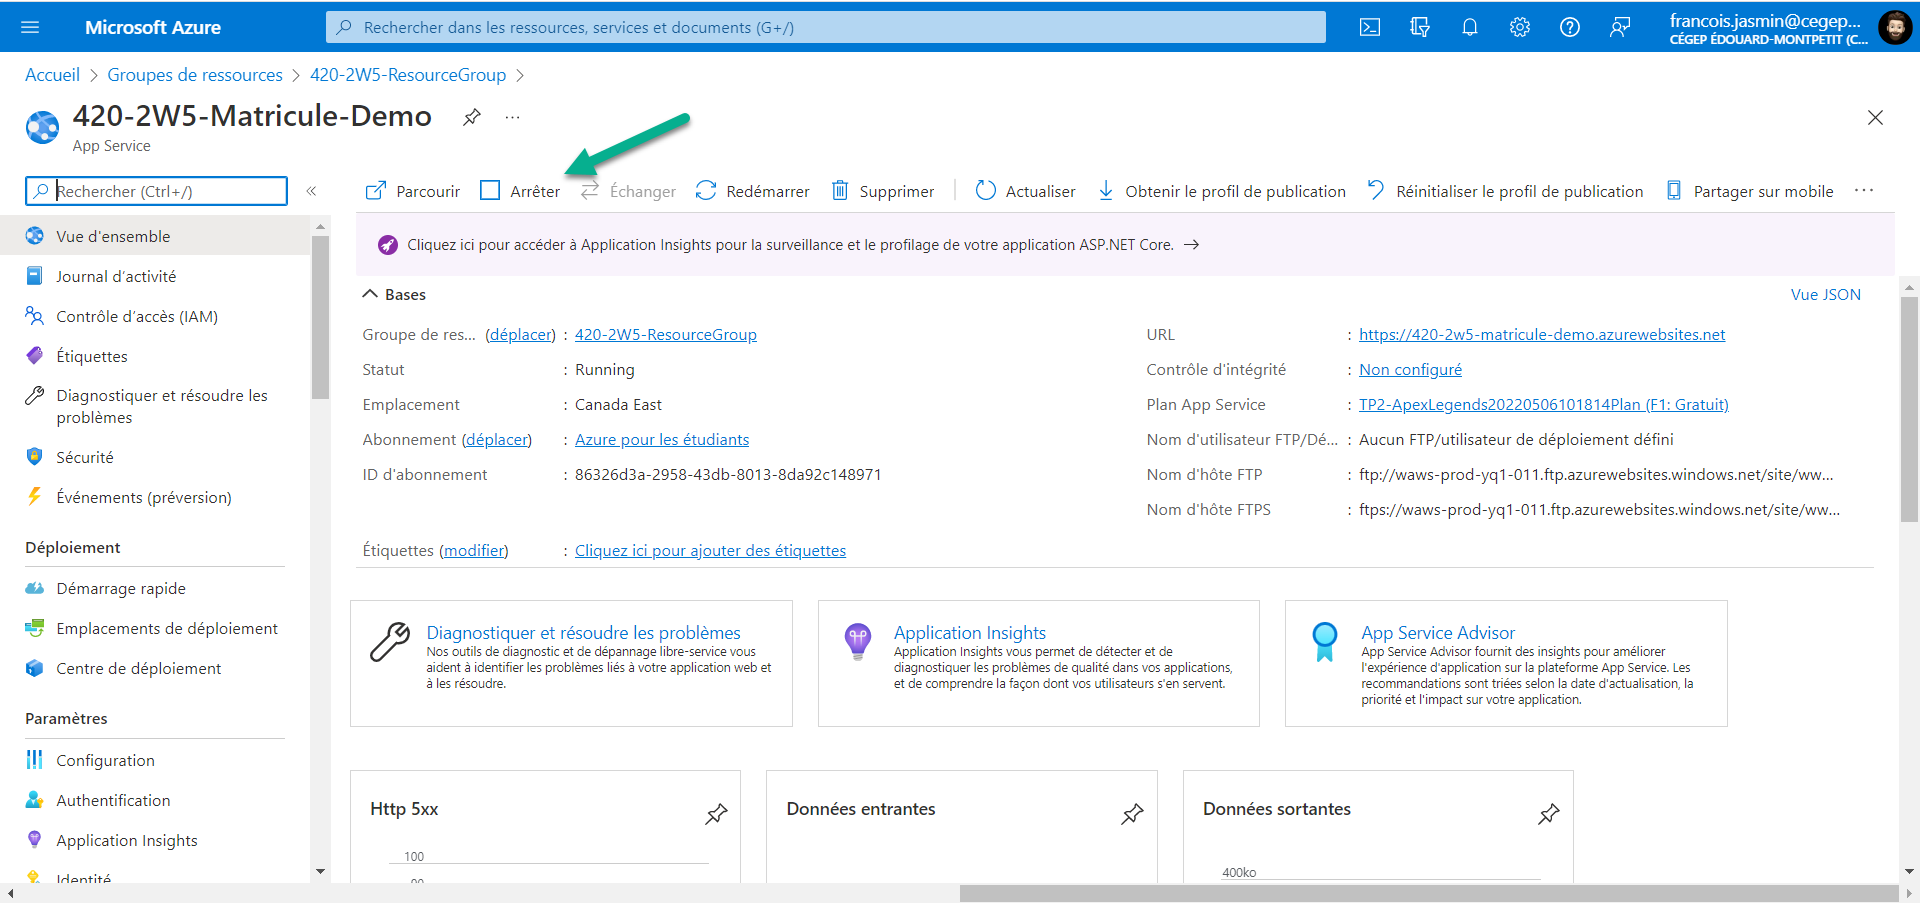 Microsoft Azure
Rechercher dans les ressources, services et documents (G+/)
francois.jasmin@cegep...
CÉGEP ÉDOUARD-MONTPETIT (C...
Accueil > Groupes de ressources > 420-2W5-ResourceGroup >
420-2W5-Matricule-Demo ...
App Service
Rechercher (Ctrl+/) «
Parcourir Arrêter Échanger Redémarrer Supprimer Actualiser Obtenir le profil de publication Réinitialiser le profil de publication Partager sur mobile ...
Vue d'ensemble
Journal d'activité
Contrôle d'accès (IAM)
Étiquettes
Diagnostiquer et résoudre les
problèmes
Sécurité
Événements (préversion)
Déploiement
Démarrage rapide
Emplacements de déploiement
Centre de déploiement
Paramètres
Configuration
Authentification
Application Insights
Identité
Cliquez ici pour accéder à Application Insights pour la surveillance et le profilage de votre application ASP.NET Core. →
Bases
Vue JSON
Groupe de res... (déplacer) : 420-2W5-ResourceGroup
Statut : Running
Emplacement : Canada East
Abonnement (déplacer) : Azure pour les étudiants
ID d'abonnement : 86326d3a-2958-43db-8013-8da92c148971
URL : https://420-2w5-matricule-demo.azurewebsites.net
Contrôle d'intégrité : Non configuré
Plan App Service : TP2-ApexLegends20220506101814Plan (F1: Gratuit)
Nom d'utilisateur FTP/Dé... : Aucun FTP/utilisateur de déploiement défini
Nom d'hôte FTP : ftp://waws-prod-yq1-011.ftp.azurewebsites.windows.net/site/ww...
Nom d'hôte FTPS : ftps://waws-prod-yq1-011.ftp.azurewebsites.windows.net/site/ww...
Étiquettes (modifier) : Cliquez ici pour ajouter des étiquettes
Diagnostiquer et résoudre les problèmes
Nos outils de diagnostic et de dépannage libre-service vous
aident à identifier les problèmes liés à votre application web et
à les résoudre.
Application Insights
Application Insights vous permet de détecter et de
diagnostiquer les problèmes de qualité dans vos applications,
et de comprendre la façon dont vos utilisateurs s'en servent.
App Service Advisor
App Service Advisor fournit des insights pour améliorer
l'expérience d'application sur la plateforme App Service. Les
recommandations sont triées selon la date d'actualisation, la
priorité et l'impact sur votre application.
Http 5xx
100
90
Données entrantes
Données sortantes
400ko